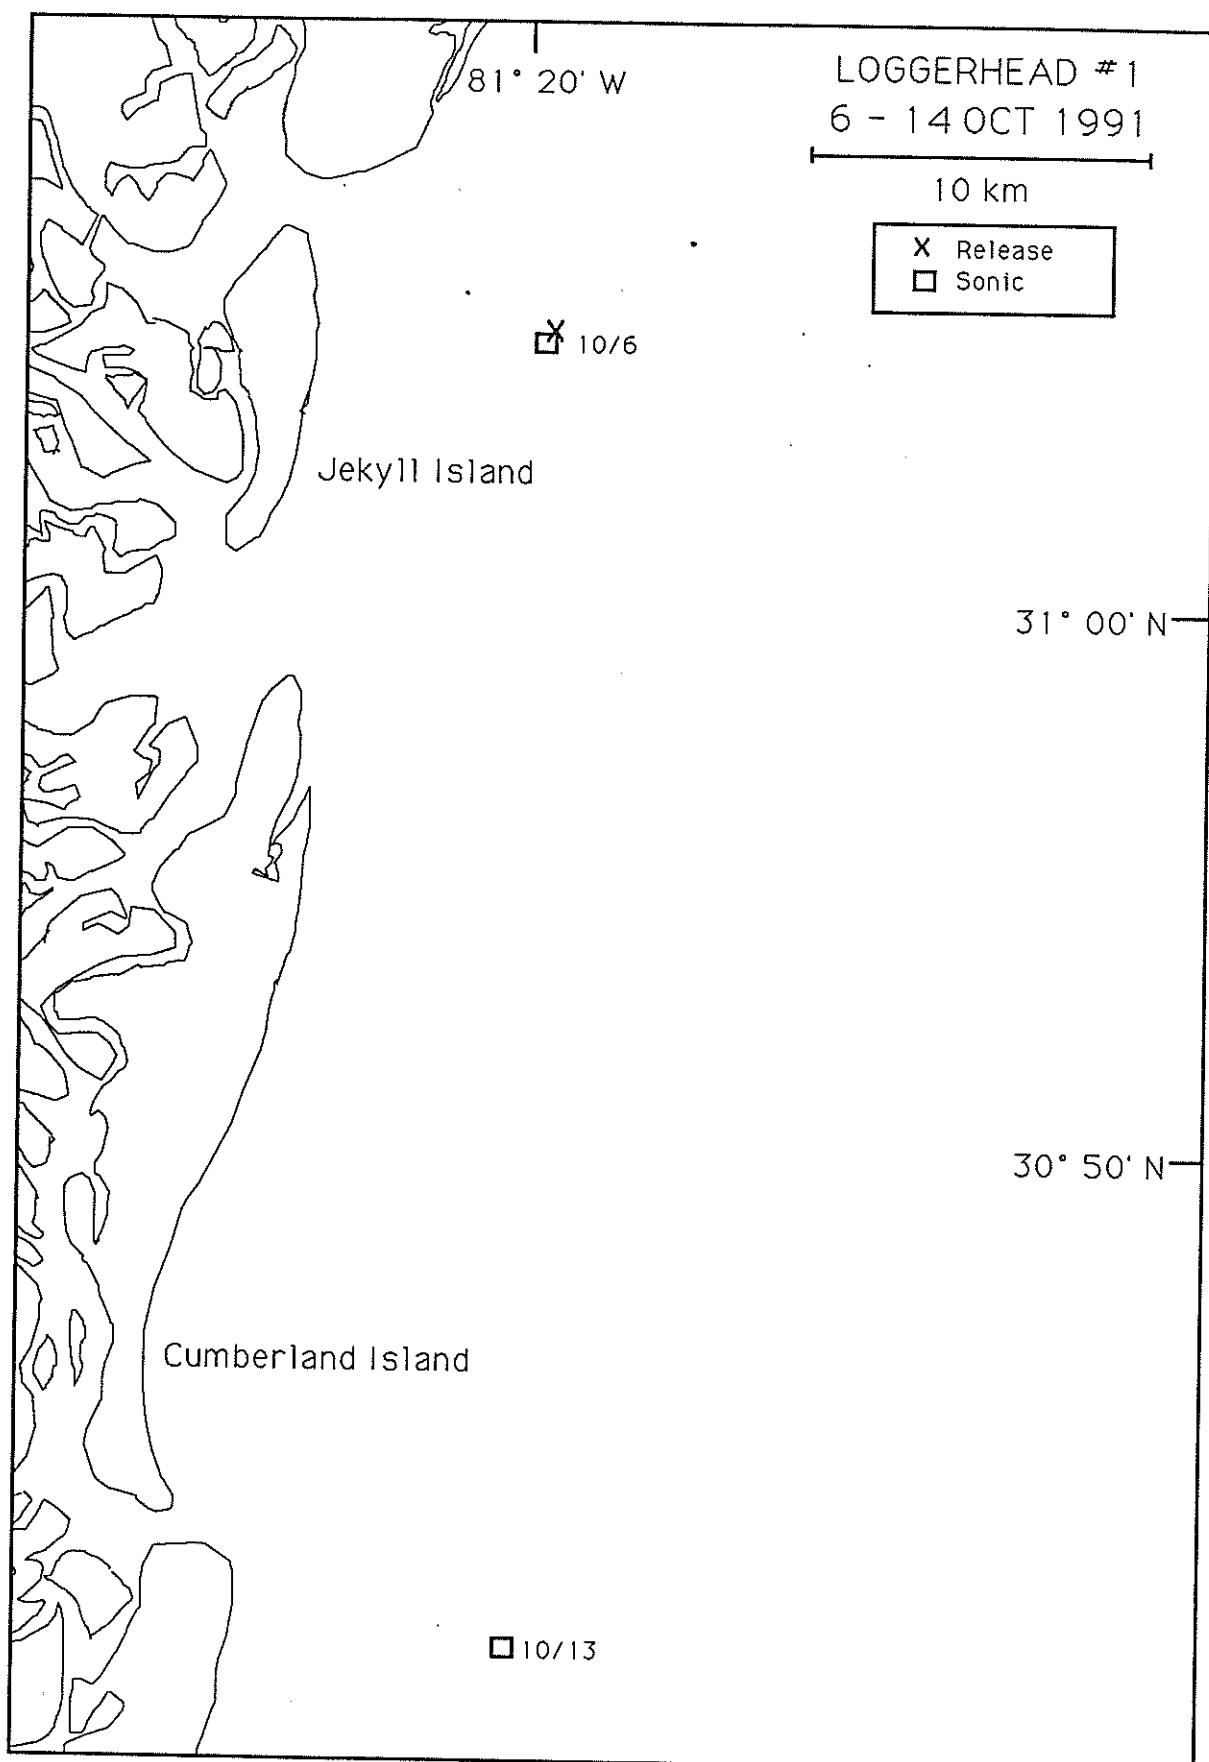 81° 20' W
LOGGERHEAD #1
6 - 14 OCT 1991
10 km
X Release
Sonic
10/6
Jekyll Island
31° 00' N
30° 50' N
Cumberland Island
10/13